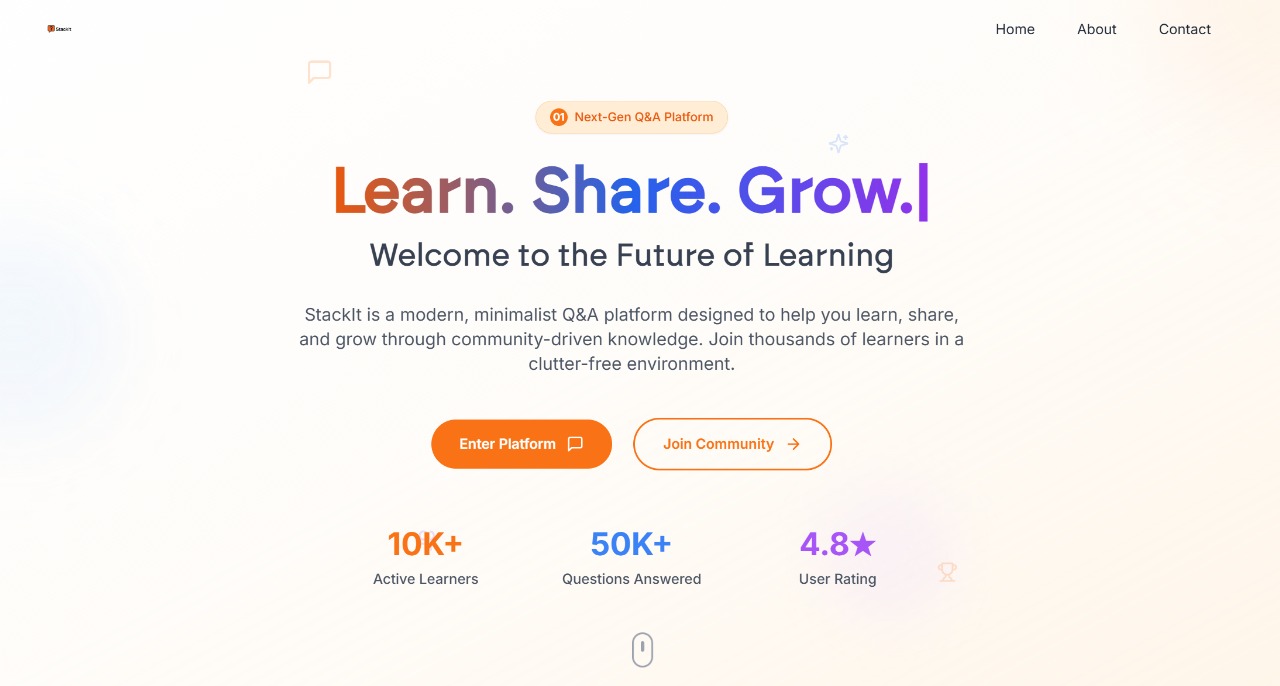 StackIt
Home
About
Contact
01 Next-Gen Q&A Platform
Learn. Share. Grow.|
Welcome to the Future of Learning
StackIt is a modern, minimalist Q&A platform designed to help you learn, share,
and grow through community-driven knowledge. Join thousands of learners in a
clutter-free environment.
Enter Platform
Join Community
10K+
Active Learners
50K+
Questions Answered
4.8★
User Rating